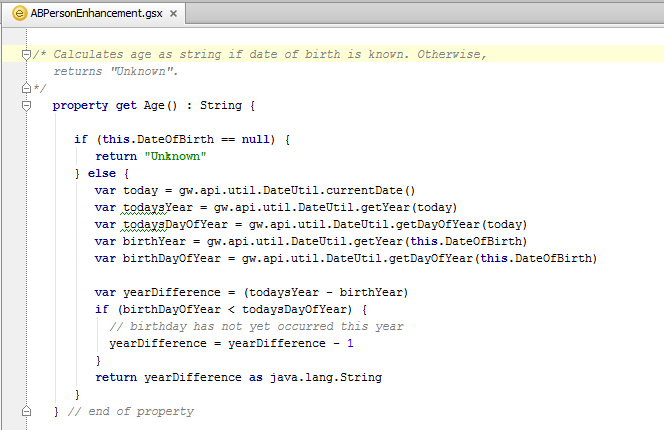 ABPersonEnhancement.gsx
/* Calculates age as string if date of birth is known. Otherwise,
returns "Unknown".
*/
property get Age() : String {
if (this.DateOfBirth == null) {
return "Unknown"
} else {
var today = gw.api.util.DateUtil.currentDate()
var todaysYear = gw.api.util.DateUtil.getYear(today)
var todaysDayOfYear = gw.api.util.DateUtil.getDayOfYear(today)
var birthYear = gw.api.util.DateUtil.getYear(this.DateOfBirth)
var birthDayOfYear = gw.api.util.DateUtil.getDayOfYear(this.DateOfBirth)
var yearDifference = (todaysYear - birthYear)
if (birthDayOfYear < todaysDayOfYear) {
// birthday has not yet occurred this year
yearDifference = yearDifference - 1
}
return yearDifference as java.lang.String
}
} // end of property